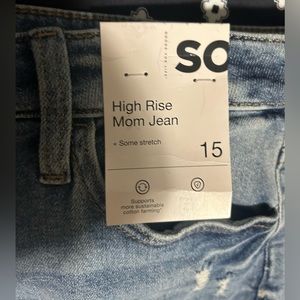 SO
High Rise
Mom Jean
+ Some stretch
15
Supports
more sustainable
cotton farming*